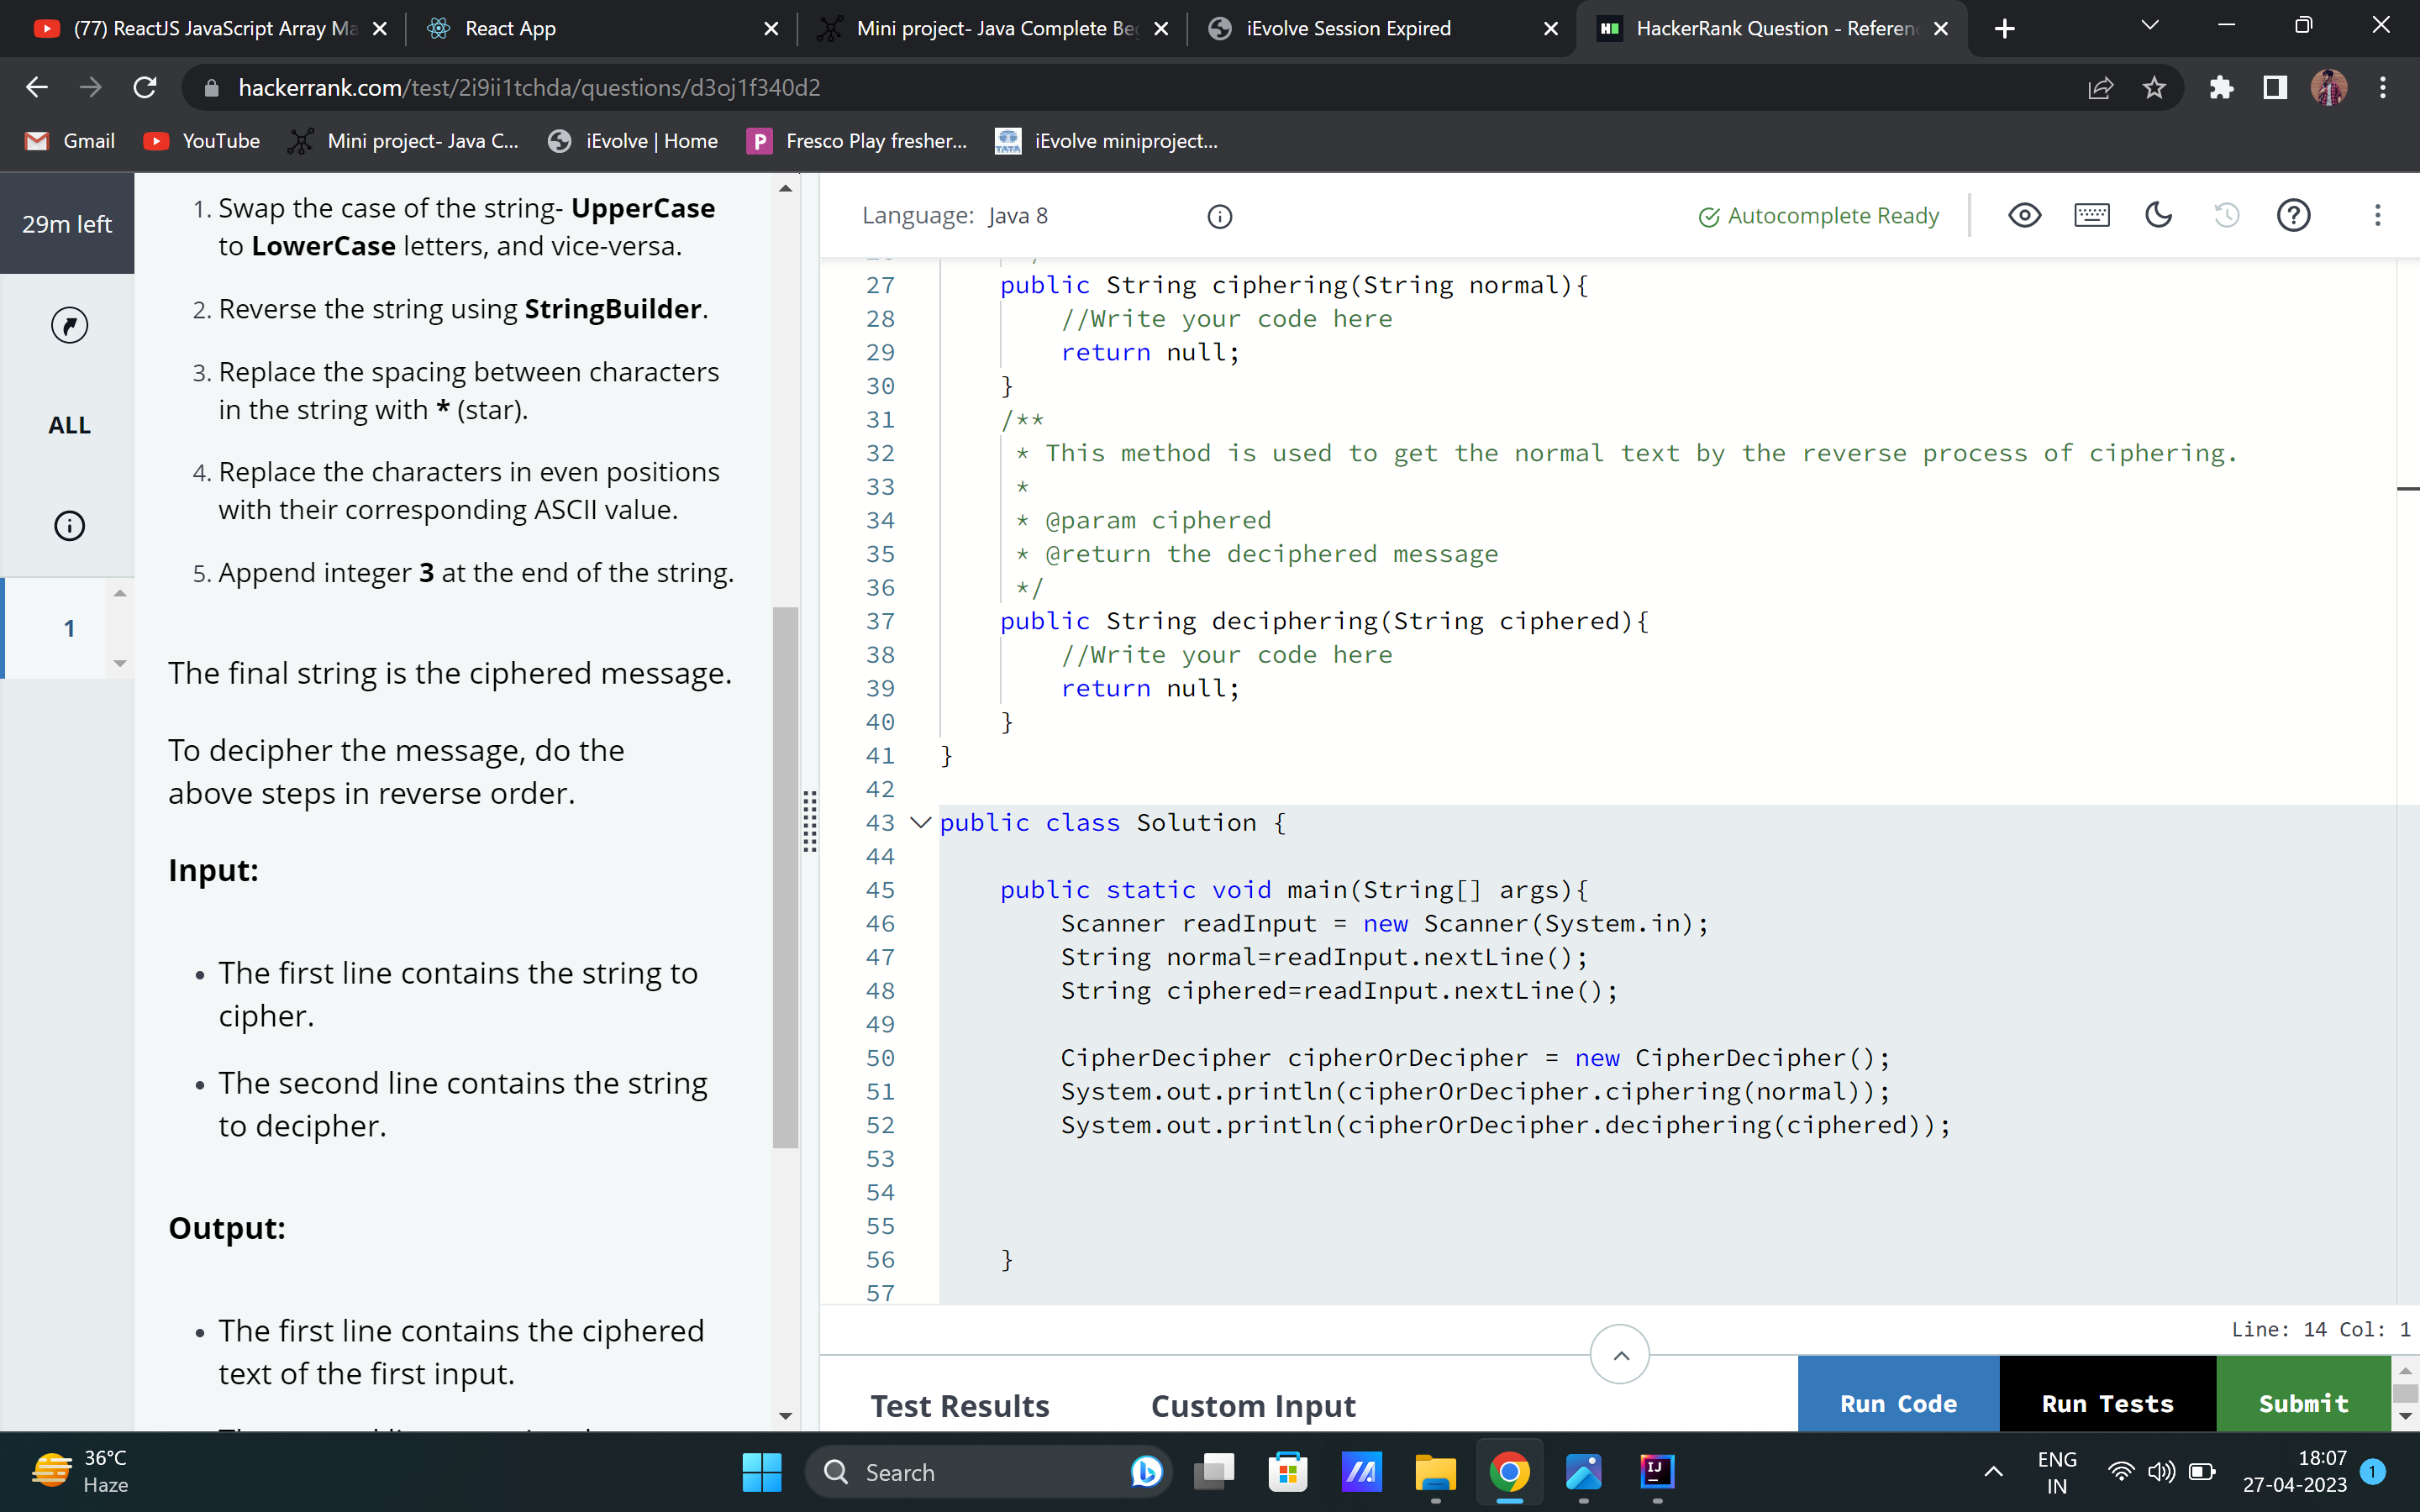 (77) ReactJS JavaScript Array Ma
React App
Mini project- Java Complete Be
iEvolve Session Expired
HackerRank Question - Referen
hackerrank.com/test/2i9ii1tchda/questions/d3oj1f340d2
Gmail
YouTube
Mini project- Java C...
iEvolve | Home
Fresco Play fresher...
iEvolve miniproject...
29m left
ALL
1
1. Swap the case of the string- UpperCase
to LowerCase letters, and vice-versa.
2. Reverse the string using StringBuilder.
3. Replace the spacing between characters
in the string with * (star).
4. Replace the characters in even positions
with their corresponding ASCII value.
5. Append integer 3 at the end of the string.
The final string is the ciphered message.
To decipher the message, do the
above steps in reverse order.
Input:
• The first line contains the string to
cipher.
• The second line contains the string
to decipher.
Output:
• The first line contains the ciphered
text of the first input.
Language: Java 8
Autocomplete Ready
27 public String ciphering(String normal){
28 //Write your code here
29 return null;
30 }
31 /**
32 * This method is used to get the normal text by the reverse process of ciphering.
33 *
34 * @param ciphered
35 * @return the deciphered message
36 */
37 public String deciphering(String ciphered){
38 //Write your code here
39 return null;
40 }
41 }
42
43 public class Solution {
44
45 public static void main(String[] args){
46 Scanner readInput = new Scanner(System.in);
47 String normal=readInput.nextLine();
48 String ciphered=readInput.nextLine();
49
50 CipherDecipher cipherOrDecipher = new CipherDecipher();
51 System.out.println(cipherOrDecipher.ciphering(normal));
52 System.out.println(cipherOrDecipher.deciphering(ciphered));
53
54
55
56 }
57
Line: 14 Col: 1
Test Results
Custom Input
Run Code
Run Tests
Submit
36°C
Haze
Search
ENG
IN
18:07
27-04-2023
1